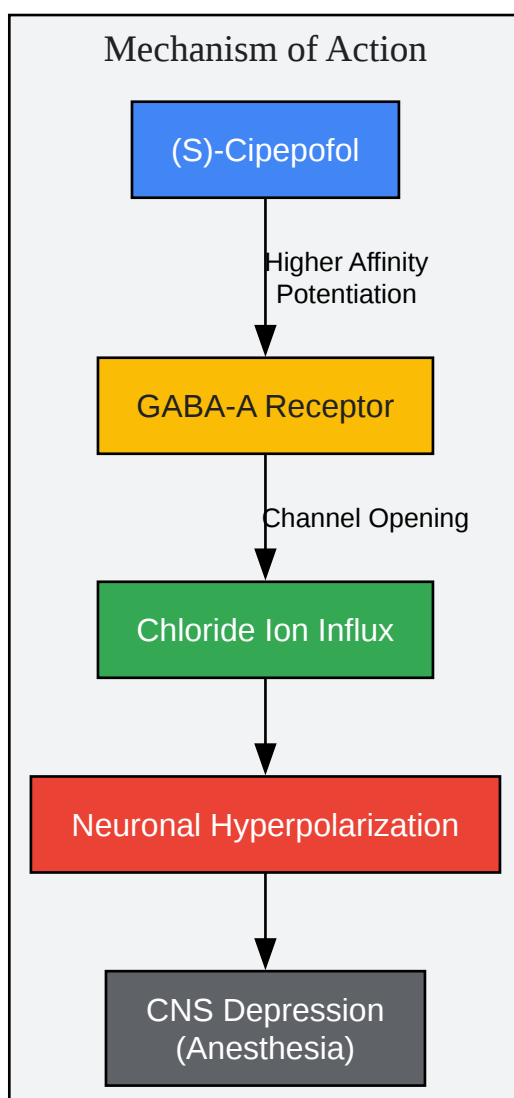 Mechanism of Action
(S)-Cipepofol
Higher Affinity
Potentiation
GABA-A Receptor
Channel Opening
Chloride Ion Influx
Neuronal Hyperpolarization
CNS Depression
(Anesthesia)